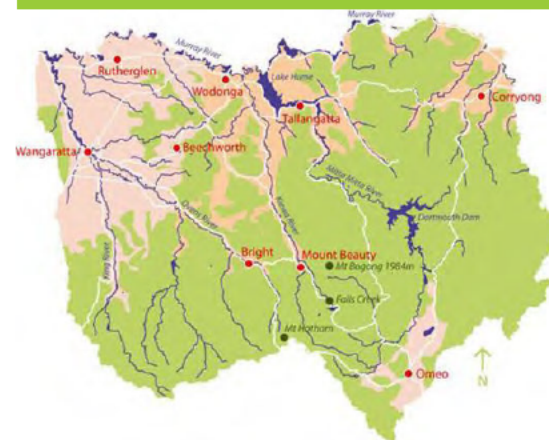 Murray River
Murray River
Rutherglen
Wodonga
Lake Hume
Corryong
Tallangatta
Wangaratta
Beechworth
Mitta Mitta River
Dartmouth Dam
Ovens River
Kiewa River
King River
Bright
Mount Beauty
Mt Bogong 1984m
Falls Creek
Mt Hotham
Omeo
N